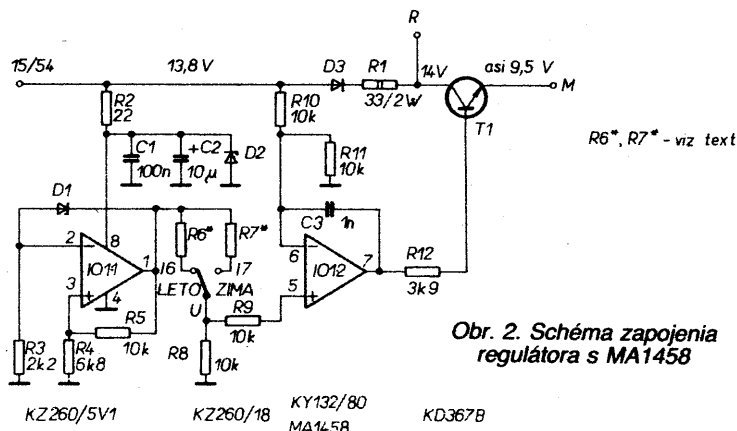 R
15/54
13,8 V
D3
R1
33/2W
14V
asi 9,5 V
M
T1
R2
22
R10
10k
R11
10k
C1
100n
+C2
10µ
D2
R6*, R7* - viz text
D1
C3
1n
2
8
IO11
1
3
4
R6*
R7*
I6
I7
LETO
ZIMA
U
6
IO12
7
5
R12
3k9
R5
10k
R9
10k
R3
2k2
R4
6k8
R8
10k
Obr. 2. Schéma zapojenia
regulátora s MA1458
KZ260/5V1
KZ260/18
KY132/80
MA1458
KD367B